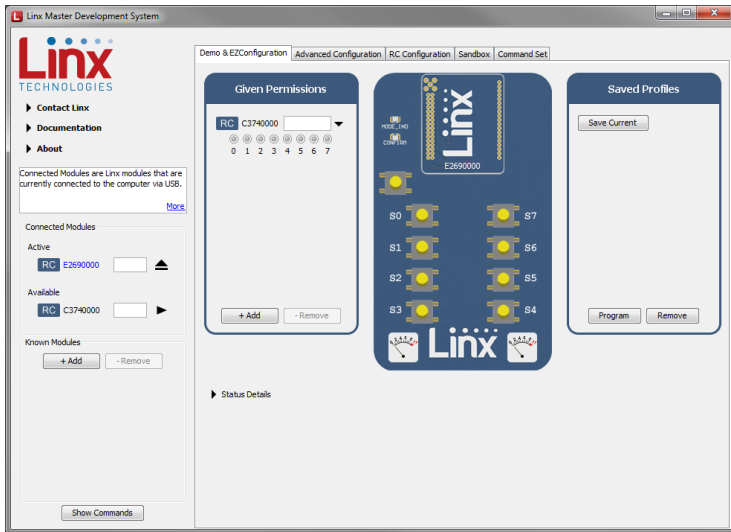 Linx Master Development System
Linx
TECHNOLOGIES
Contact Linx
Documentation
About
Connected Modules are Linx modules that are
currently connected to the computer via USB.
More
Connected Modules
Active
RC E2690000
Available
RC C3740000
Known Modules
+ Add - Remove
Show Commands
Demo & EZConfiguration Advanced Configuration RC Configuration Sandbox Command Set
Given Permissions
RC C3740000
0 1 2 3 4 5 6 7
+ Add - Remove
MODE_IND
CONFIRM
Linx
E2690000
S0 S7
S1 S6
S2 S5
S3 S4
Linx
Saved Profiles
Save Current
Program Remove
Status Details